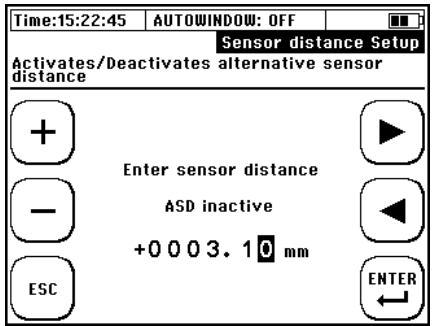 Time:15:22:45 AUTOWINDOW: OFF
Sensor distance Setup
Activates/Deactivates alternative sensor
distance
+
Enter sensor distance
−
ASD inactive
+0003.10 mm
ESC
ENTER